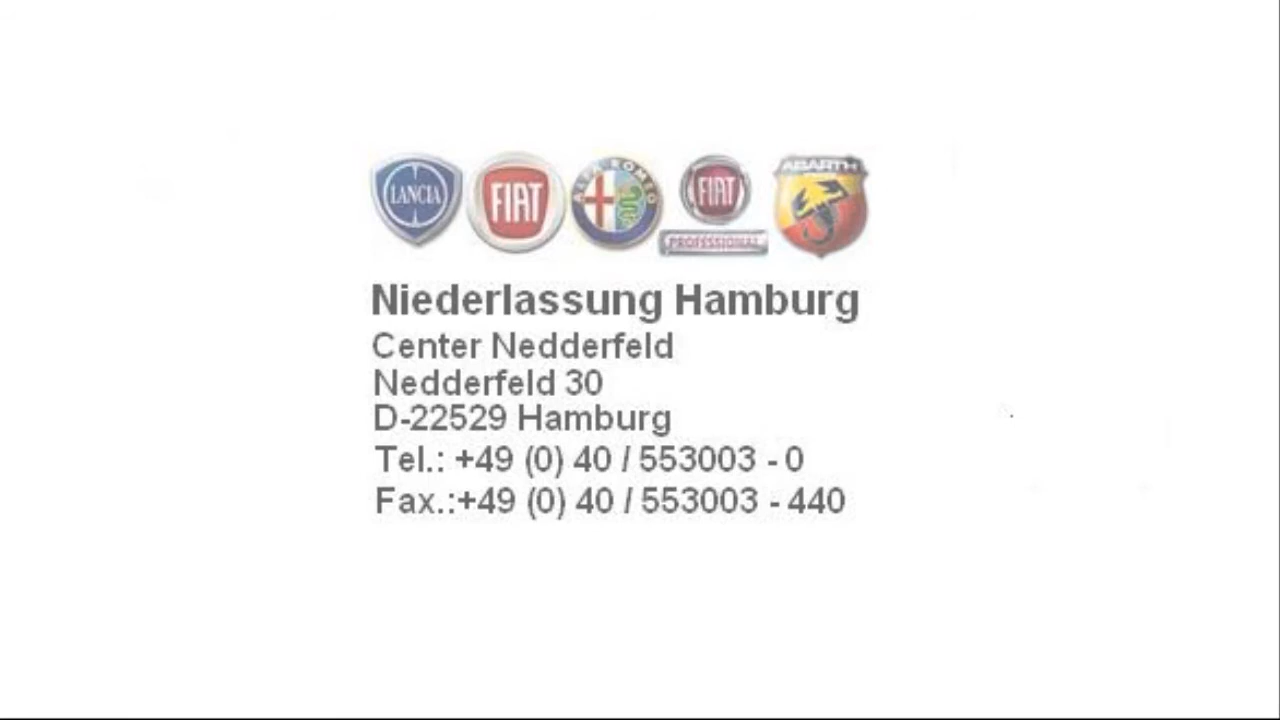 LANCIA FIAT ALFA ROMEO FIAT ABARTH
PROFESSIONAL
Niederlassung Hamburg
Center Nedderfeld
Nedderfeld 30
D-22529 Hamburg
Tel.: +49 (0) 40 / 553003 - 0
Fax.:+49 (0) 40 / 553003 - 440